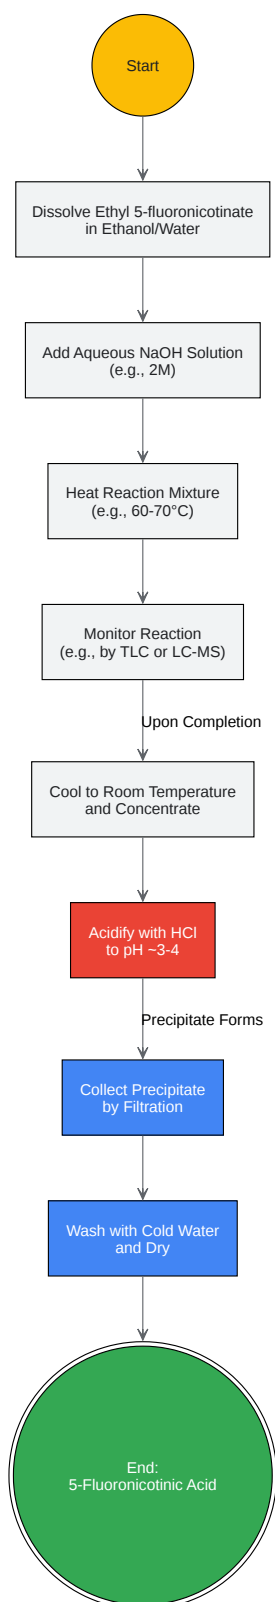 Start
Dissolve Ethyl 5-fluoronicotinate
in Ethanol/Water
Add Aqueous NaOH Solution
(e.g., 2M)
Heat Reaction Mixture
(e.g., 60-70°C)
Monitor Reaction
(e.g., by TLC or LC-MS)
Upon Completion
Cool to Room Temperature
and Concentrate
Acidify with HCl
to pH ~3-4
Precipitate Forms
Collect Precipitate
by Filtration
Wash with Cold Water
and Dry
End:
5-Fluoronicotinic Acid